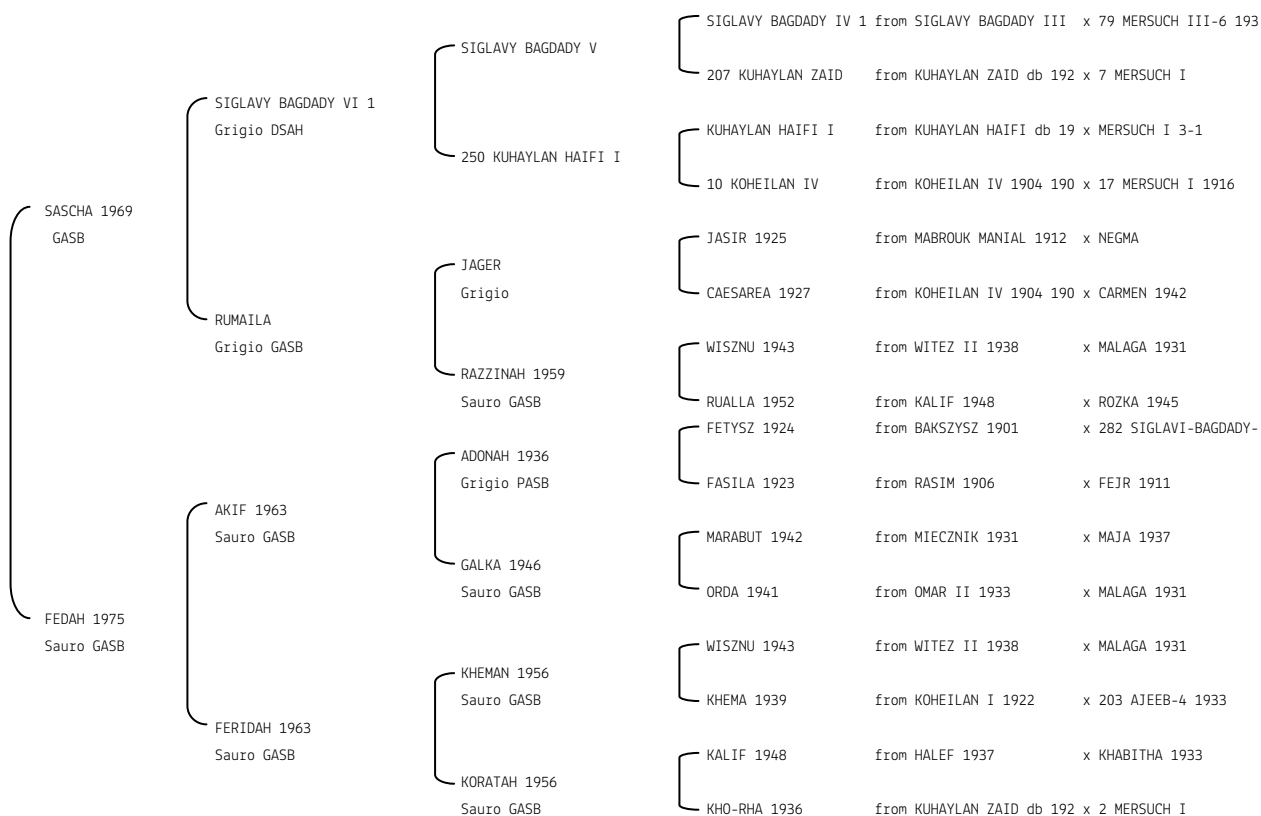 SIGLAVY BAGDADY IV 1 from SIGLAVY BAGDADY III x 79 MERSUCH III-6 193
SIGLAVY BAGDADY V
207 KUHAYLAN ZAID from KUHAYLAN ZAID db 192 x 7 MERSUCH I
SIGLAVY BAGDADY VI 1
Grigio DSAH KUHAYLAN HAIFI I from KUHAYLAN HAIFI db 19 x MERSUCH I 3-1
250 KUHAYLAN HAIFI I
10 KOHEILAN IV from KOHEILAN IV 1904 190 x 17 MERSUCH I 1916
SASCHA 1969
GASB JASIR 1925 from MABROUK MANIAL 1912 x NEGMA
JAGER
Grigio CAESAREA 1927 from KOHEILAN IV 1904 190 x CARMEN 1942
RUMAILA
Grigio GASB WISZNU 1943 from WITEZ II 1938 x MALAGA 1931
RAZZINAH 1959
Sauro GASB RUALLA 1952 from KALIF 1948 x ROZKA 1945
FETYSZ 1924 from BAKSZYSZ 1901 x 282 SIGLAVI-BAGDADY-
ADONAH 1936
Grigio PASB FASILA 1923 from RASIM 1906 x FEJR 1911
AKIF 1963
Sauro GASB MARABUT 1942 from MIECZNIK 1931 x MAJA 1937
GALKA 1946
Sauro GASB ORDA 1941 from OMAR II 1933 x MALAGA 1931
FEDAH 1975
Sauro GASB WISZNU 1943 from WITEZ II 1938 x MALAGA 1931
KHEMAN 1956
Sauro GASB KHEMA 1939 from KOHEILAN I 1922 x 203 AJEEB-4 1933
FERIDAH 1963
Sauro GASB KALIF 1948 from HALEF 1937 x KHABITHA 1933
KORATAH 1956
Sauro GASB KHO-RHA 1936 from KUHAYLAN ZAID db 192 x 2 MERSUCH I